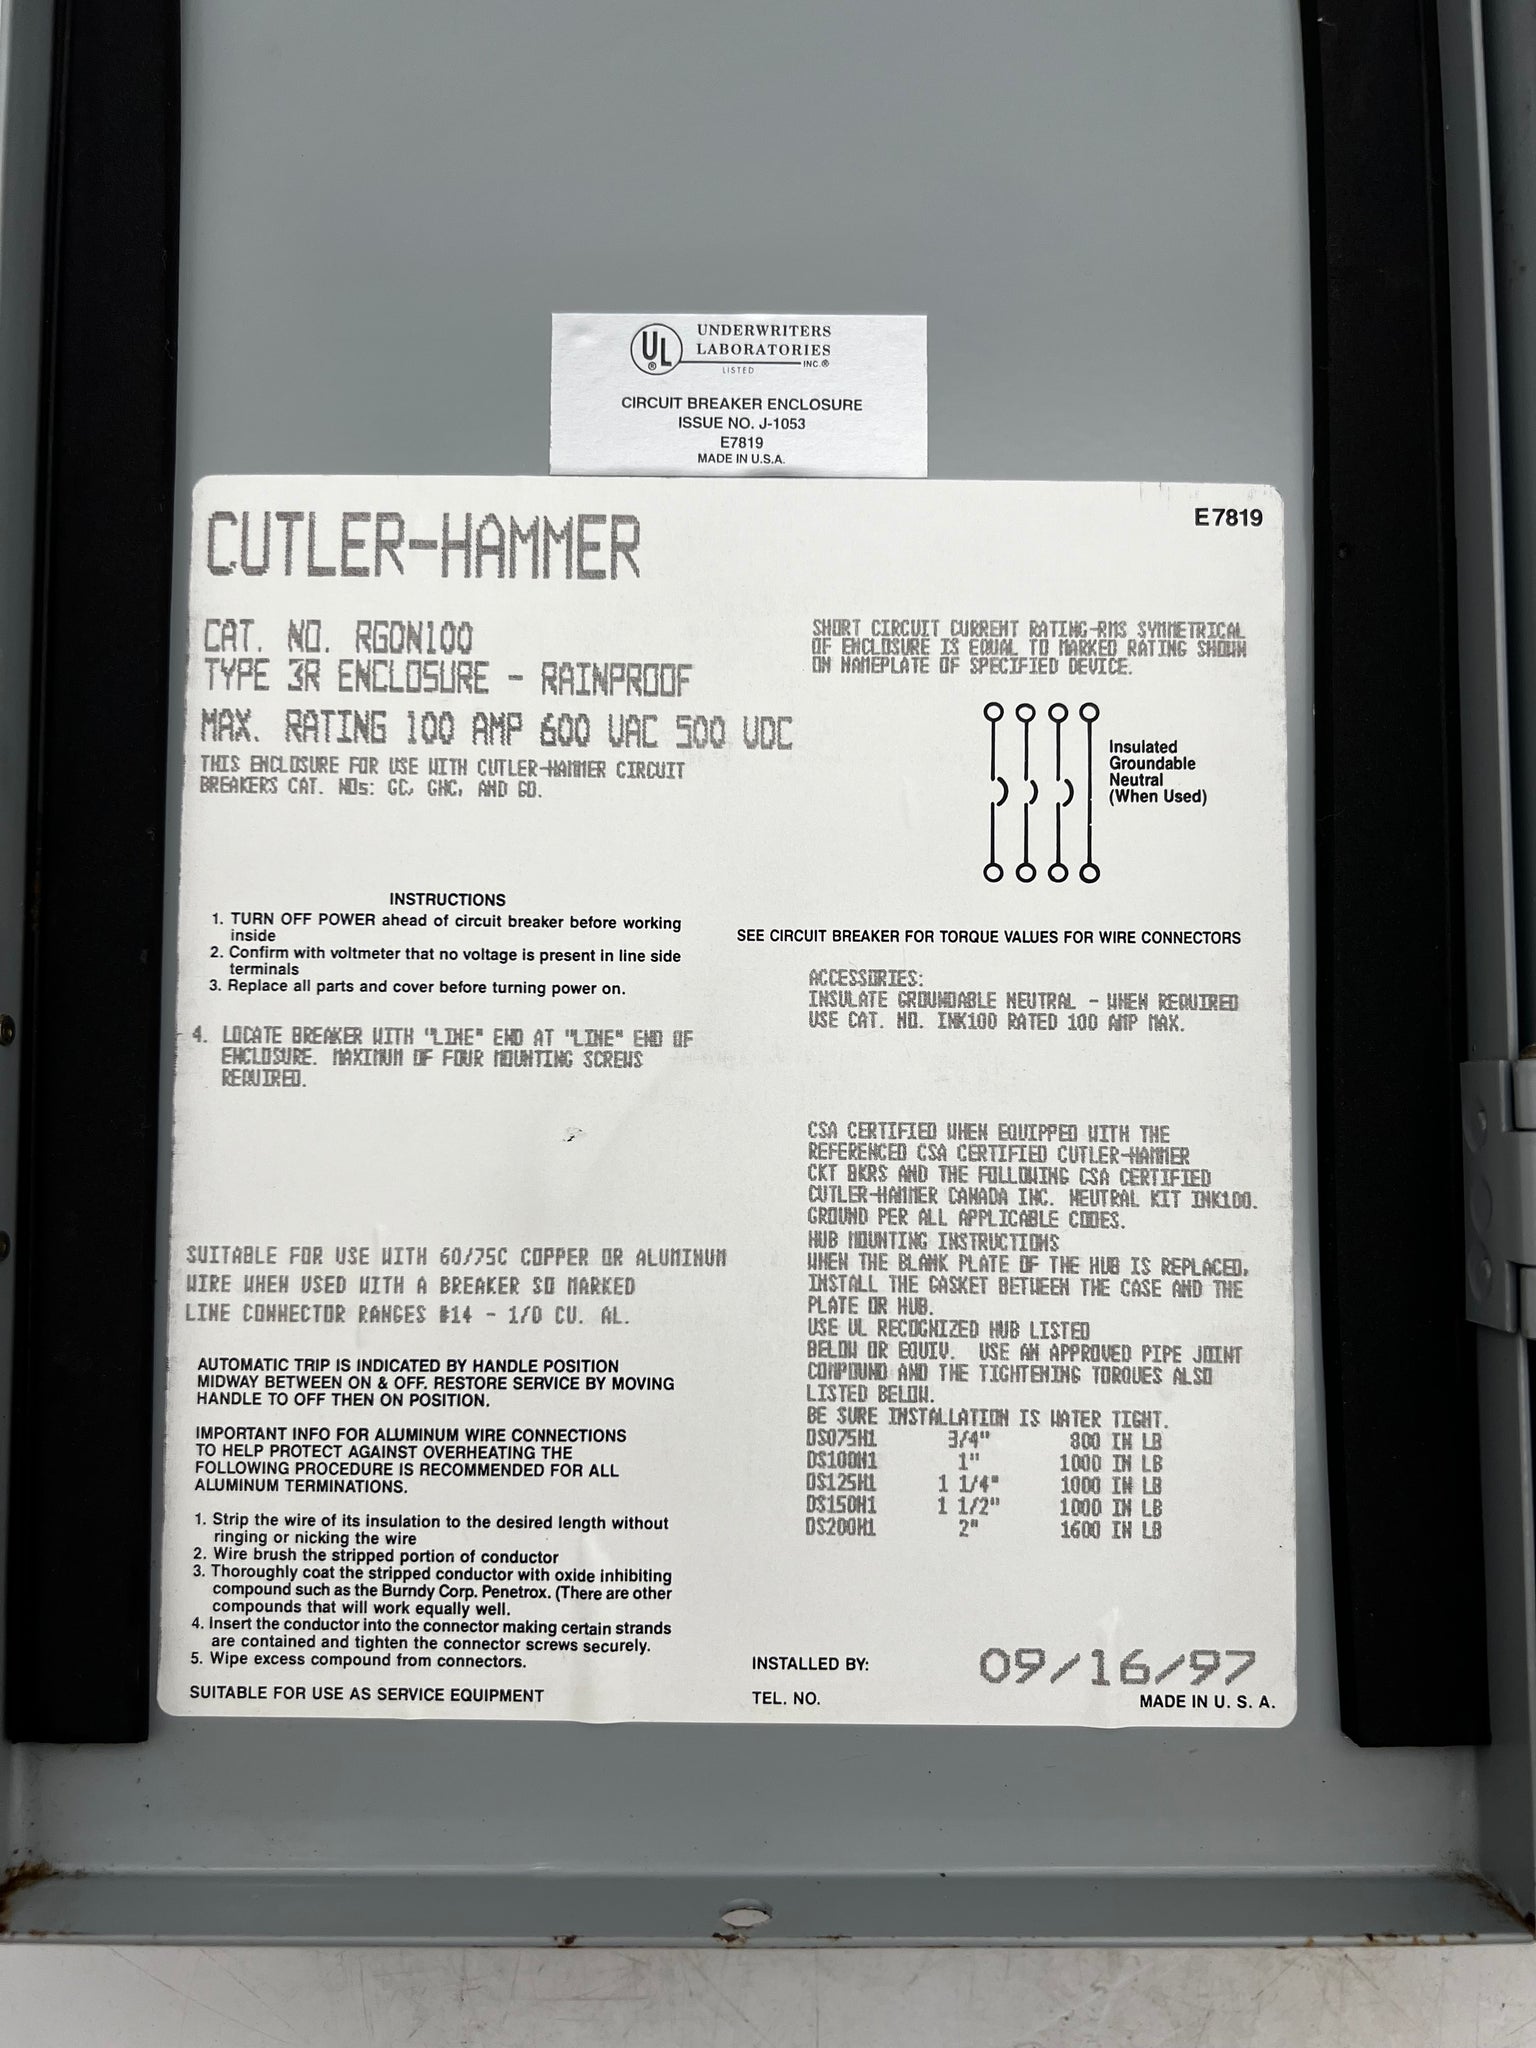 UL
®
UNDERWRITERS
LABORATORIES
INC.®
LISTED
CIRCUIT BREAKER ENCLOSURE
ISSUE NO. J-1053
E7819
MADE IN U.S.A.
E7819
CUTLER-HAMMER
CAT. NO. RGDN100
TYPE 3R ENCLOSURE - RAINPROOF
MAX. RATING 100 AMP 600 VAC 500 VDC
THIS ENCLOSURE FOR USE WITH CUTLER-HAMMER CIRCUIT
BREAKERS CAT. NOs: GC, GHC, AND GD.
INSTRUCTIONS
1. TURN OFF POWER ahead of circuit breaker before working
inside
2. Confirm with voltmeter that no voltage is present in line side
terminals
3. Replace all parts and cover before turning power on.
4. LOCATE BREAKER WITH "LINE" END AT "LINE" END OF
ENCLOSURE. MAXIMUM OF FOUR MOUNTING SCREWS
REQUIRED.
SUITABLE FOR USE WITH 60/75C COPPER OR ALUMINUM
WIRE WHEN USED WITH A BREAKER SO MARKED
LINE CONNECTOR RANGES #14 - 1/0 CU. AL.
AUTOMATIC TRIP IS INDICATED BY HANDLE POSITION
MIDWAY BETWEEN ON & OFF. RESTORE SERVICE BY MOVING
HANDLE TO OFF THEN ON POSITION.
IMPORTANT INFO FOR ALUMINUM WIRE CONNECTIONS
TO HELP PROTECT AGAINST OVERHEATING THE
FOLLOWING PROCEDURE IS RECOMMENDED FOR ALL
ALUMINUM TERMINATIONS.
1. Strip the wire of its insulation to the desired length without
ringing or nicking the wire
2. Wire brush the stripped portion of conductor
3. Thoroughly coat the stripped conductor with oxide inhibiting
compound such as the Burndy Corp. Penetrox. (There are other
compounds that will work equally well.
4. Insert the conductor into the connector making certain strands
are contained and tighten the connector screws securely.
5. Wipe excess compound from connectors.
SUITABLE FOR USE AS SERVICE EQUIPMENT
SHORT CIRCUIT CURRENT RATING-RMS SYMMETRICAL
OF ENCLOSURE IS EQUAL TO MARKED RATING SHOWN
ON NAMEPLATE OF SPECIFIED DEVICE.
Insulated
Groundable
Neutral
(When Used)
SEE CIRCUIT BREAKER FOR TORQUE VALUES FOR WIRE CONNECTORS
ACCESSORIES:
INSULATE GROUNDABLE NEUTRAL - WHEN REQUIRED
USE CAT. NO. INK100 RATED 100 AMP MAX.
CSA CERTIFIED WHEN EQUIPPED WITH THE
REFERENCED CSA CERTIFIED CUTLER-HAMMER
CKT BKRS AND THE FOLLOWING CSA CERTIFIED
CUTLER-HAMMER CANADA INC. NEUTRAL KIT INK100.
GROUND PER ALL APPLICABLE CODES.
HUB MOUNTING INSTRUCTIONS
WHEN THE BLANK PLATE OF THE HUB IS REPLACED,
INSTALL THE GASKET BETWEEN THE CASE AND THE
PLATE OR HUB.
USE UL RECOGNIZED HUB LISTED
BELOW OR EQUIV. USE AN APPROVED PIPE JOINT
COMPOUND AND THE TIGHTENING TORQUES ALSO
LISTED BELOW.
BE SURE INSTALLATION IS WATER TIGHT.
DS075H1 3/4" 800 IN LB
DS100H1 1" 1000 IN LB
DS125H1 1 1/4" 1000 IN LB
DS150H1 1 1/2" 1000 IN LB
DS200H1 2" 1600 IN LB
INSTALLED BY:
TEL. NO.
09/16/97
MADE IN U. S. A.